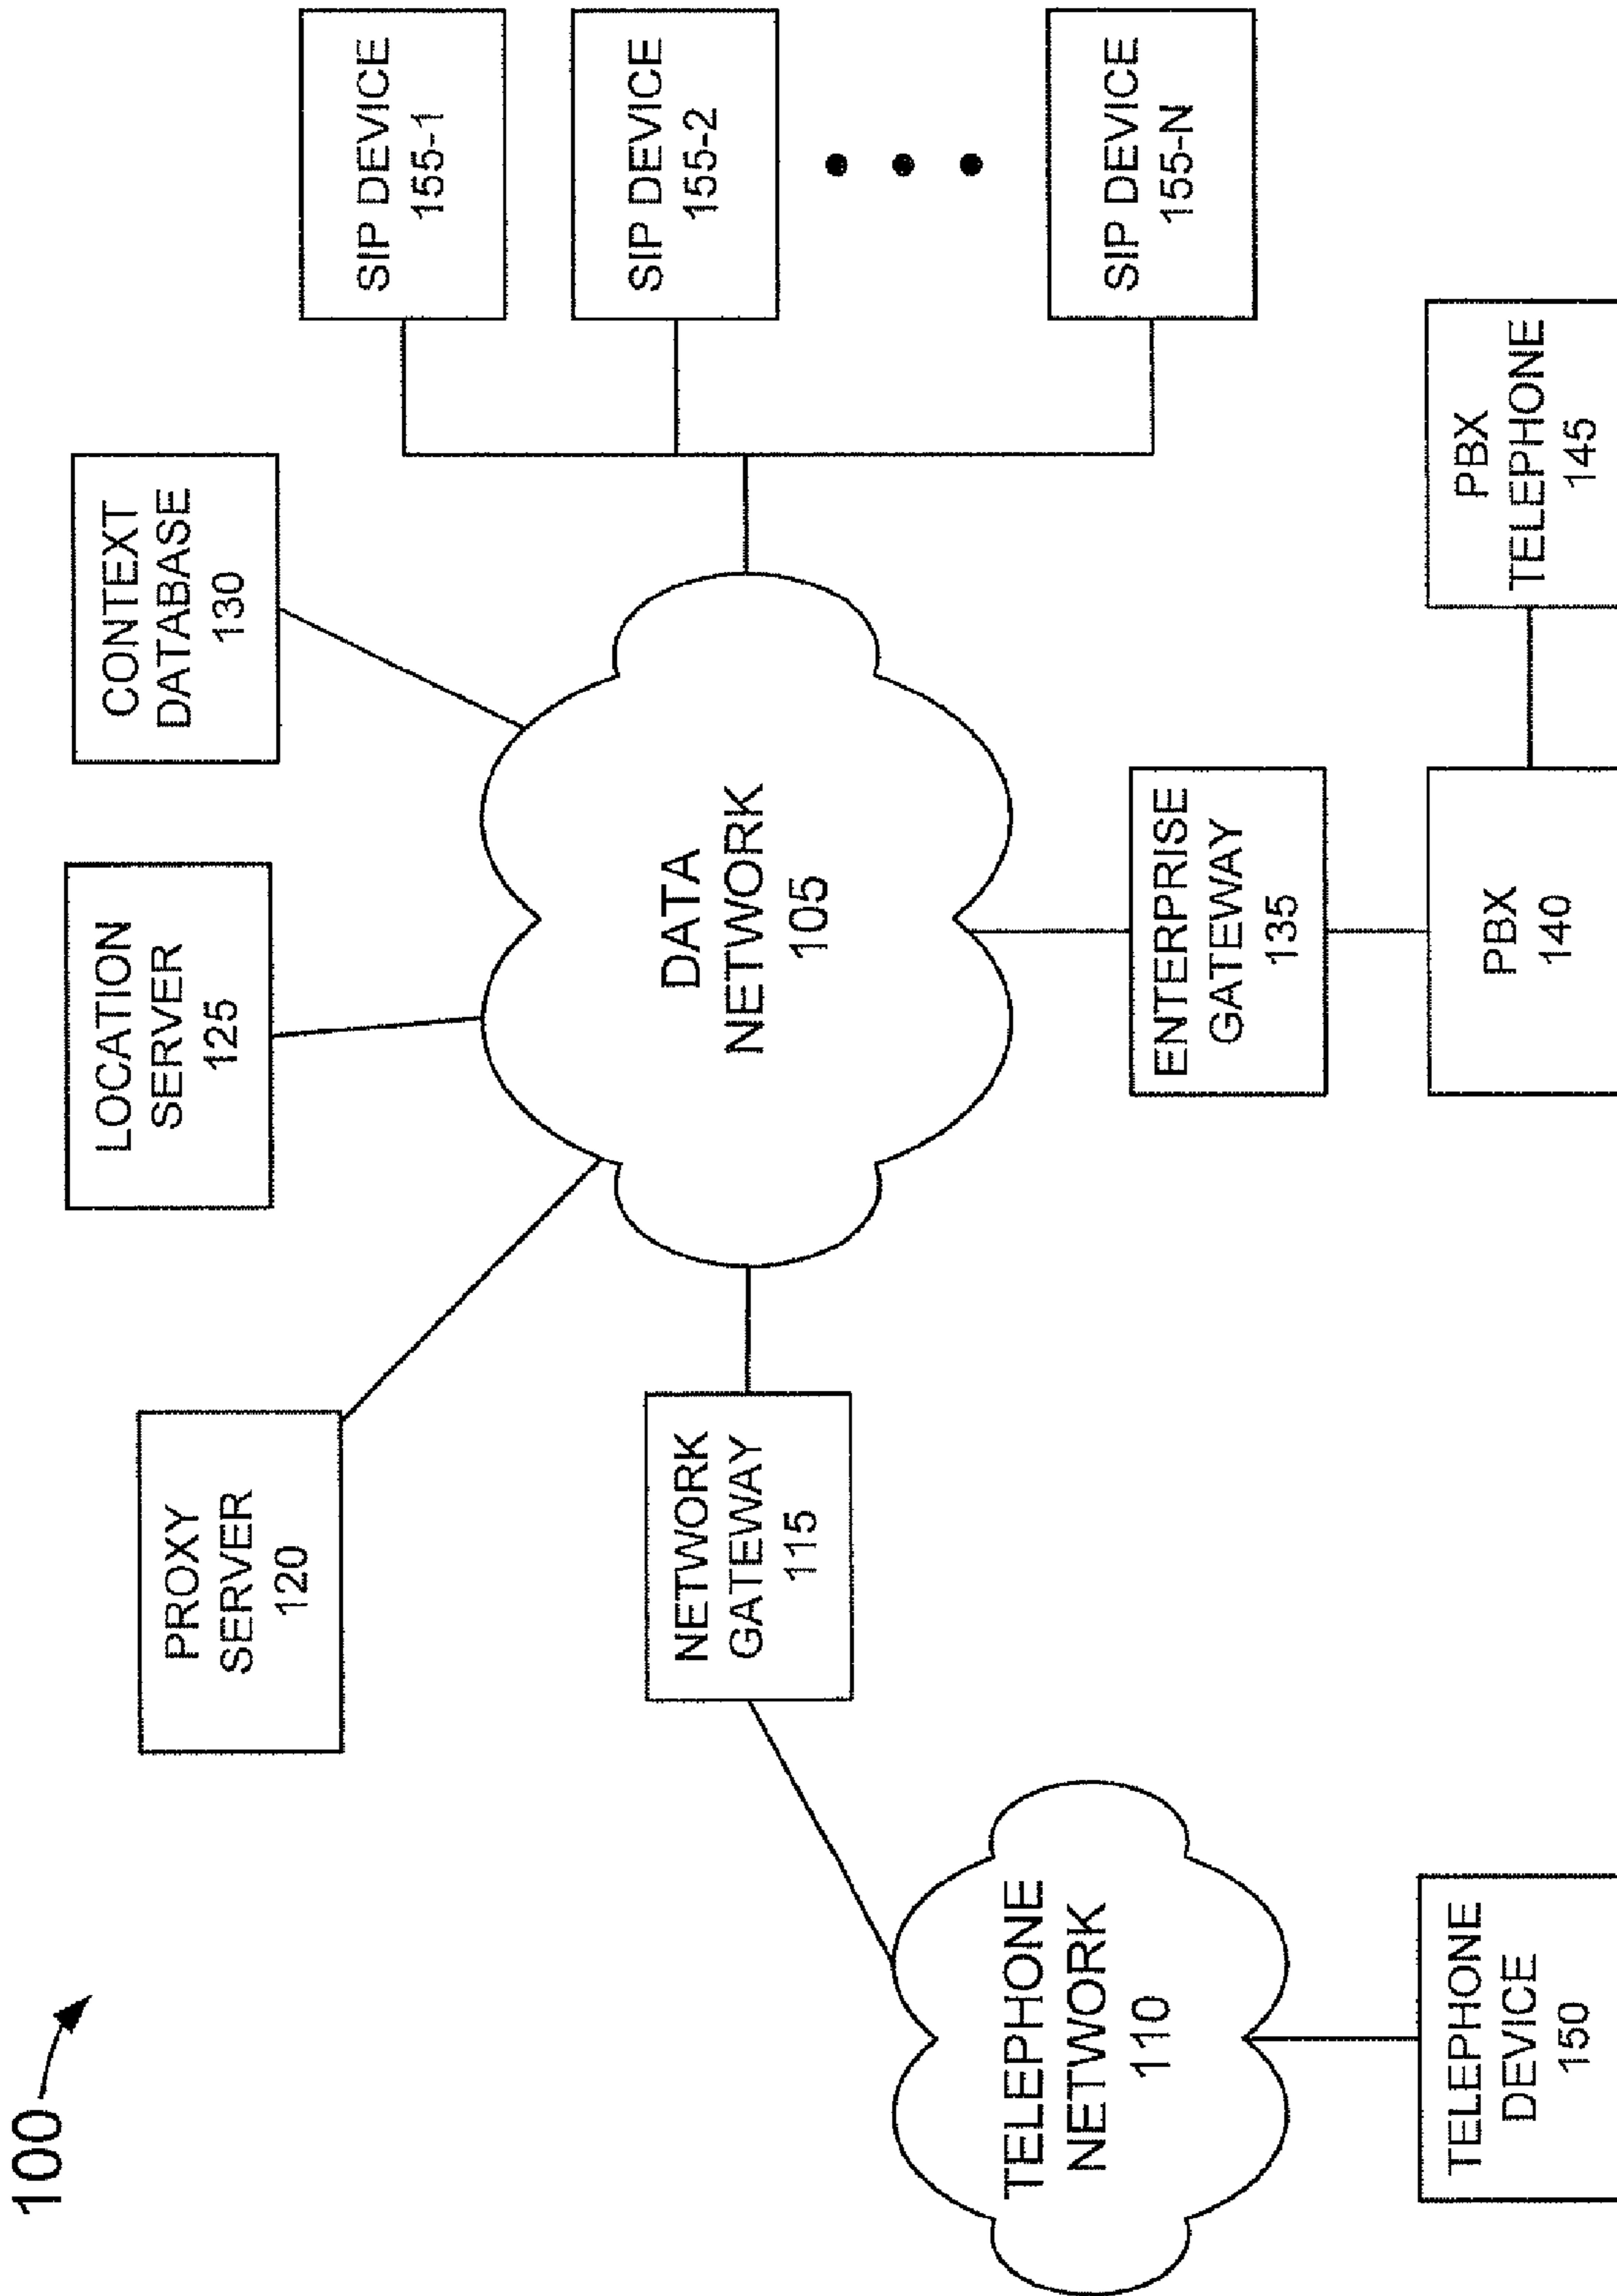 100
PROXY
SERVER
120
LOCATION
SERVER
125
CONTEXT
DATABASE
130
SIP DEVICE
155-1
SIP DEVICE
155-2
SIP DEVICE
155-N
DATA
NETWORK
105
NETWORK
GATEWAY
115
TELEPHONE
NETWORK
110
TELEPHONE
DEVICE
150
ENTERPRISE
GATEWAY
135
PBX
140
PBX
TELEPHONE
145